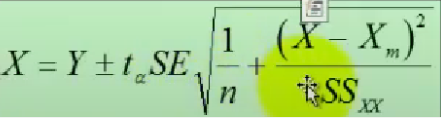 X = Y ± t_α SE √(1/n + (X − X_m)²/SS_XX)